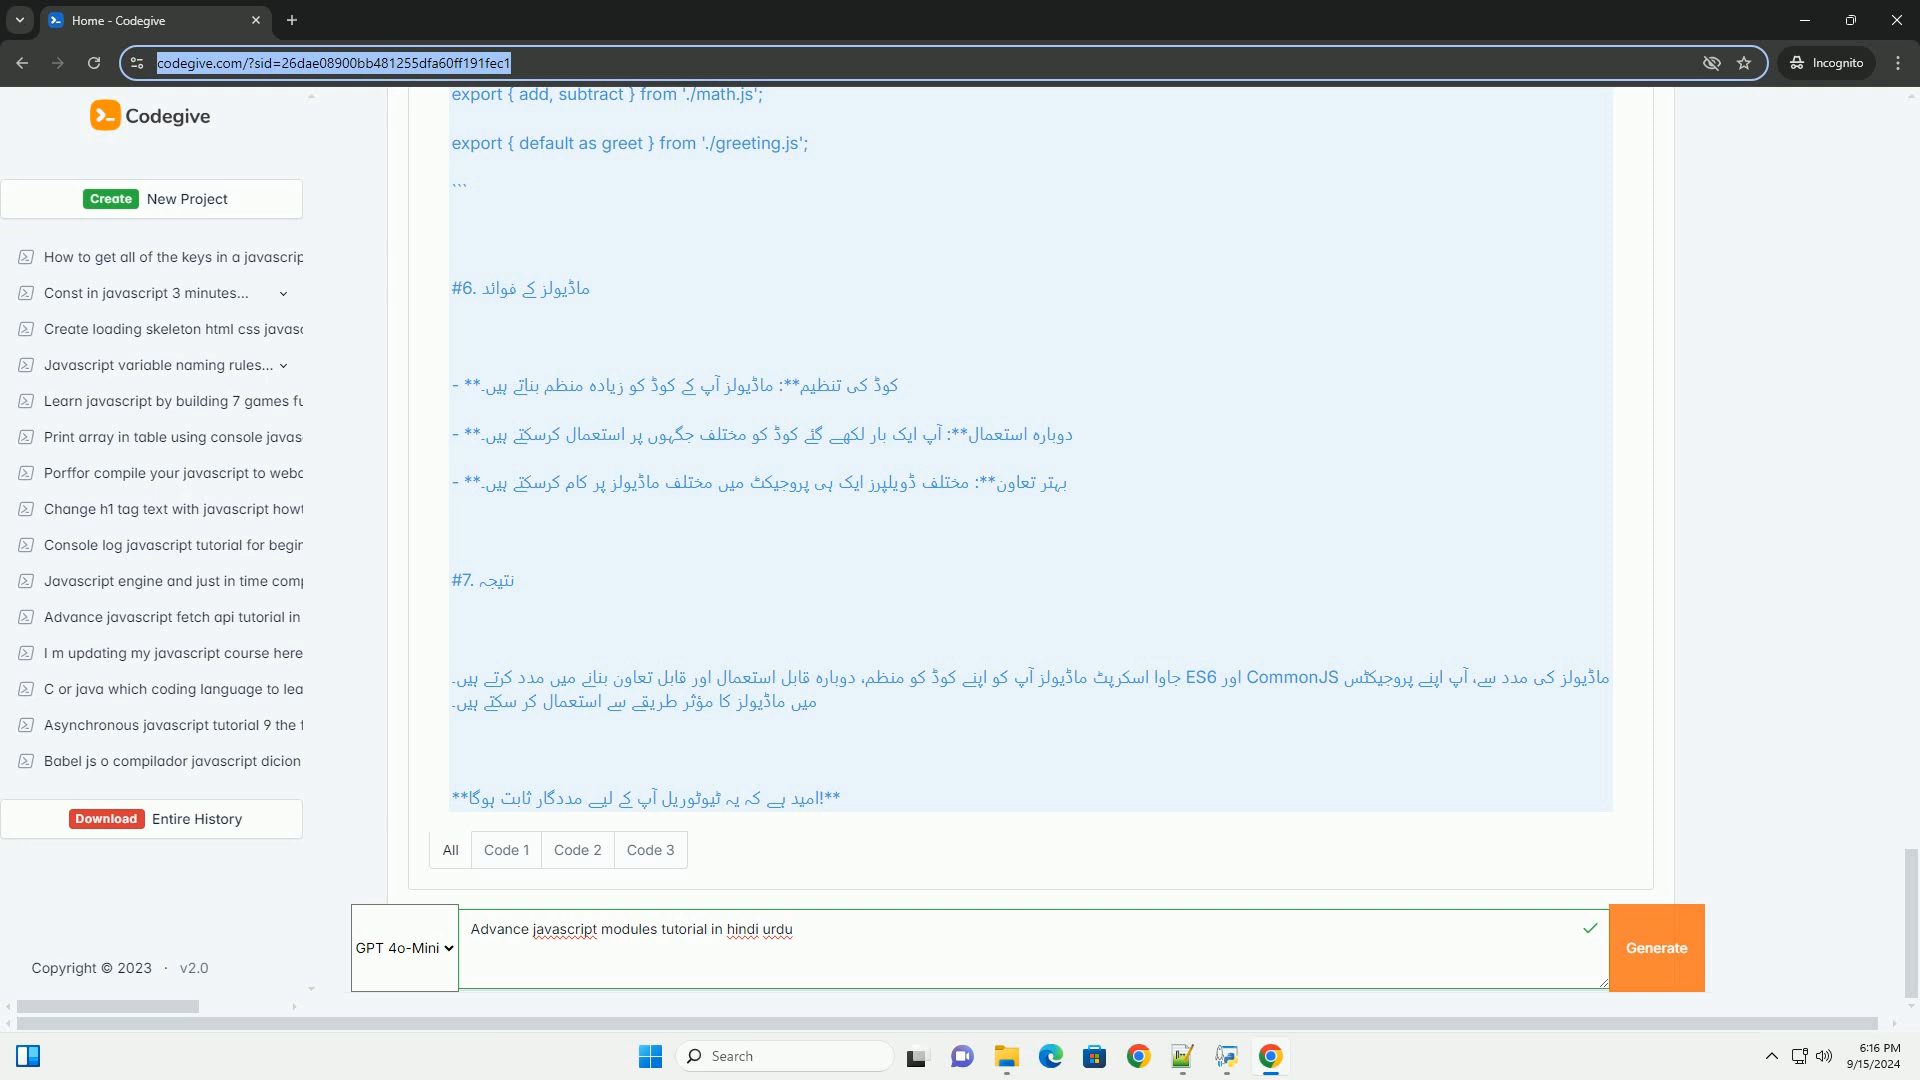 Home - Codegive
codegive.com/?sid=26dae08900bb481255dfa60ff191fec1
Incognito
Codegive
Create New Project
How to get all of the keys in a javascrip
Const in javascript 3 minutes...
Create loading skeleton html css javasc
Javascript variable naming rules...
Learn javascript by building 7 games fu
Print array in table using console javas
Porffor compile your javascript to webc
Change h1 tag text with javascript howt
Console log javascript tutorial for begir
Javascript engine and just in time comp
Advance javascript fetch api tutorial in
I m updating my javascript course here
C or java which coding language to lea
Asynchronous javascript tutorial 9 the f
Babel js o compilador javascript dicion
Download Entire History
Copyright © 2023 · v2.0
export { add, subtract } from './math.js';
export { default as greet } from './greeting.js';
```
#6. ماڈیولز کے فوائد
- **کوڈ کی تنظیم**: ماڈیولز آپ کے کوڈ کو زیادہ منظم بناتے ہیں۔
- **دوبارہ استعمال**: آپ ایک بار لکھے گئے کوڈ کو مختلف جگہوں پر استعمال کرسکتے ہیں۔
- **بہتر تعاون**: مختلف ڈویلپرز ایک ہی پروجیکٹ میں مختلف ماڈیولز پر کام کرسکتے ہیں۔
#7. نتیجہ
جاوا اسکرپٹ ماڈیولز آپ کو اپنے کوڈ کو منظم، دوبارہ قابل استعمال اور قابل تعاون بنانے میں مدد کرتے ہیں۔ ES6 اور CommonJS ماڈیولز کی مدد سے، آپ اپنے پروجیکٹس
میں ماڈیولز کا مؤثر طریقے سے استعمال کر سکتے ہیں۔
**امید ہے کہ یہ ٹیوٹوریل آپ کے لیے مددگار ثابت ہوگا!**
All Code 1 Code 2 Code 3
GPT 4o-Mini
Advance javascript modules tutorial in hindi urdu
Generate
Search
6:16 PM
9/15/2024